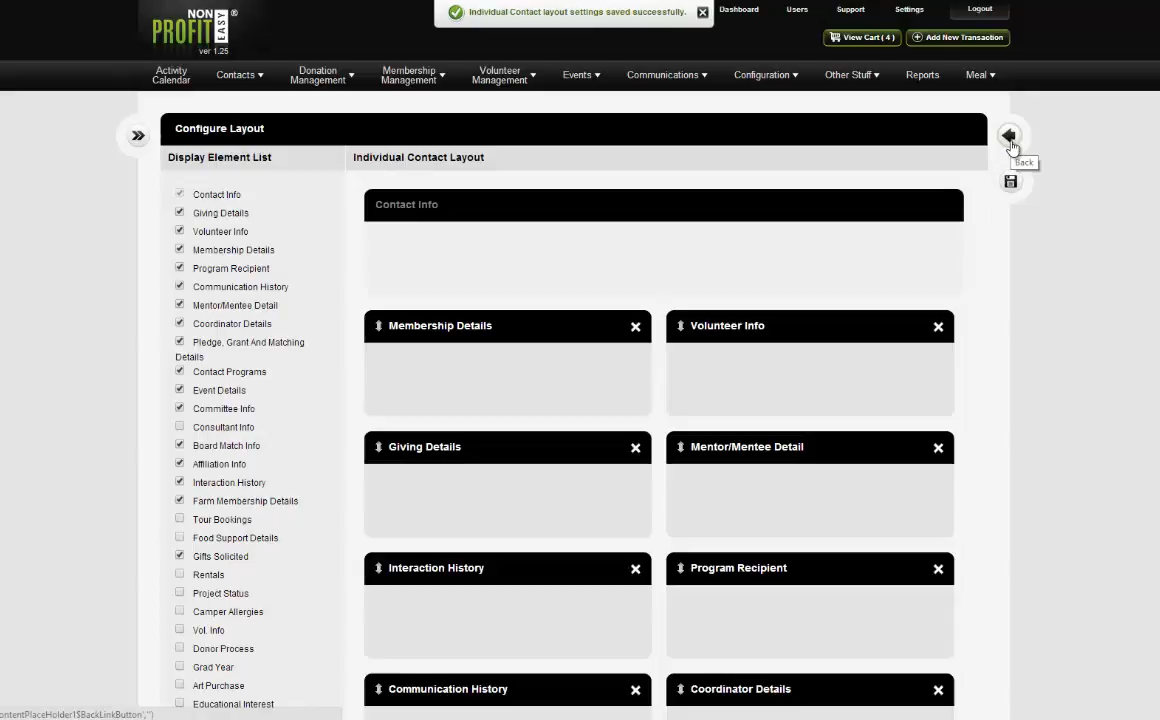 NON
PROFIT EASY ®
ver 1.25
Individual Contact layout settings saved successfully.
Dashboard
Users
Support
Settings
Logout
View Cart ( 4 )
Add New Transaction
Activity
Calendar
Contacts
Donation
Management
Membership
Management
Volunteer
Management
Events
Communications
Configuration
Other Stuff
Reports
Meal
Configure Layout
Back
Display Element List
Individual Contact Layout
Contact Info
Giving Details
Volunteer Info
Membership Details
Program Recipient
Communication History
Mentor/Mentee Detail
Coordinator Details
Pledge, Grant And Matching
Details
Contact Programs
Event Details
Committee Info
Consultant Info
Board Match Info
Affiliation Info
Interaction History
Farm Membership Details
Tour Bookings
Food Support Details
Gifts Solicited
Rentals
Project Status
Camper Allergies
Vol. Info
Donor Process
Grad Year
Art Purchase
Educational Interest
Contact Info
Membership Details
Volunteer Info
Giving Details
Mentor/Mentee Detail
Interaction History
Program Recipient
Communication History
Coordinator Details
ontentPlaceHolder1$BackLinkButton','')